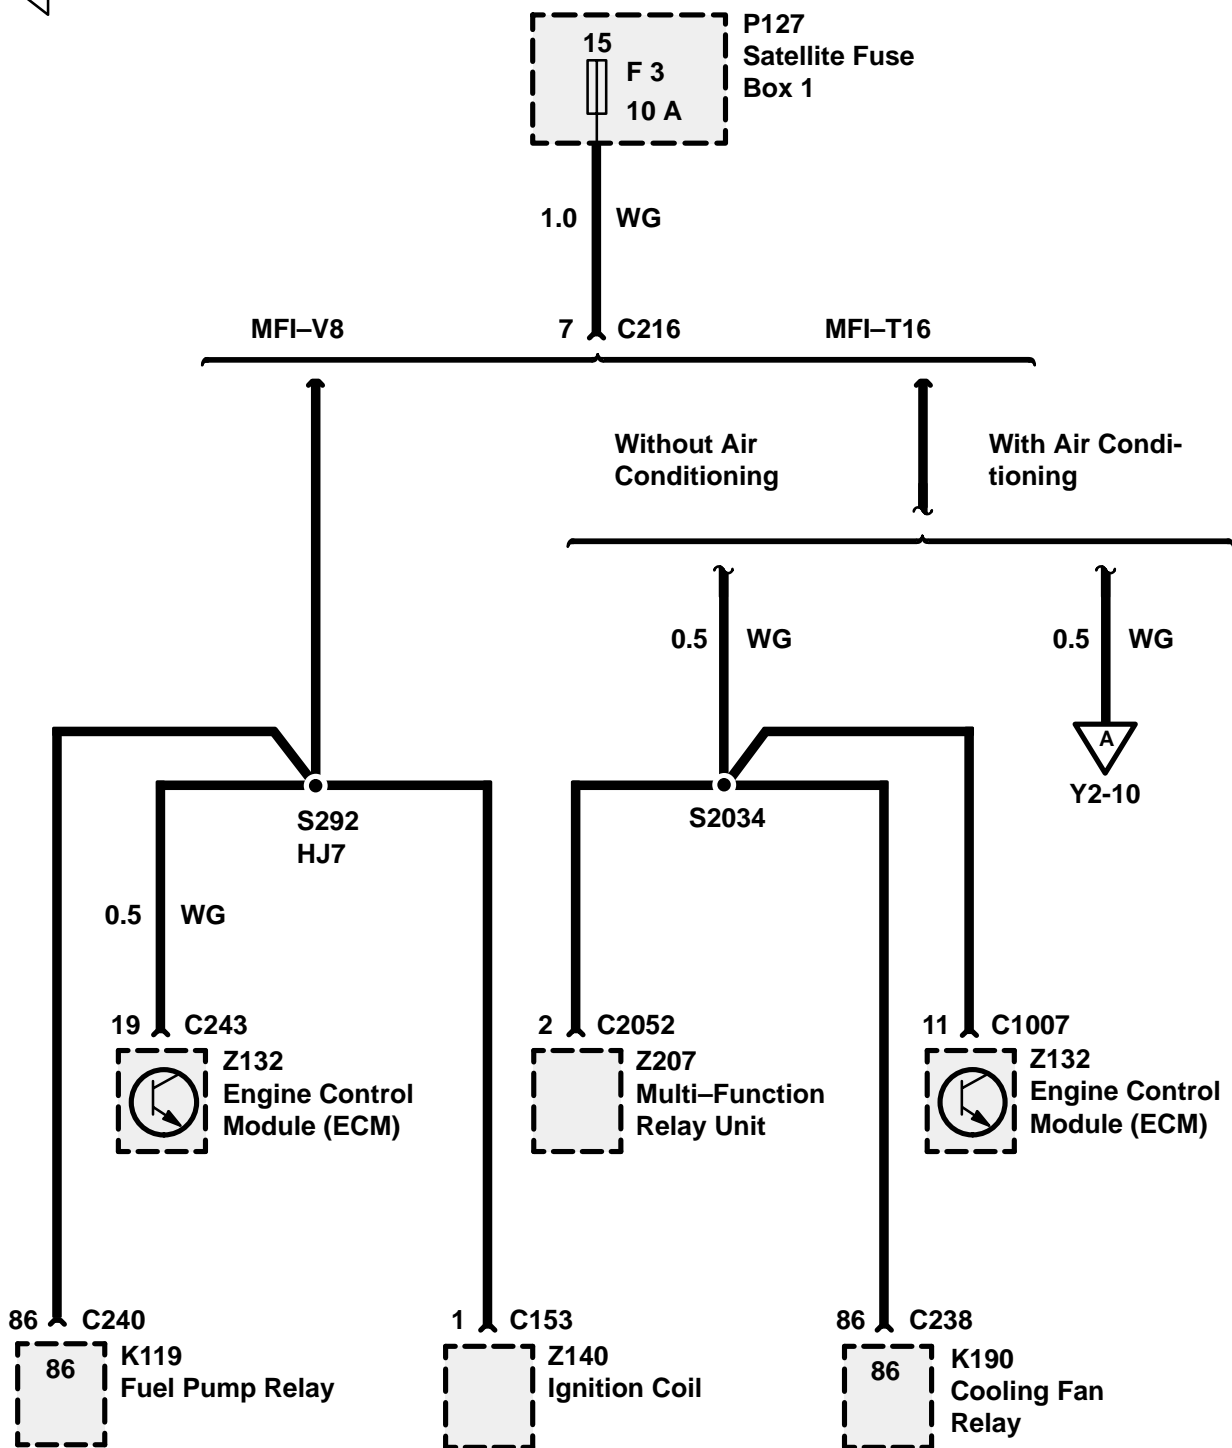 P127
15
Satellite Fuse
F 3
Box 1
10 A
1.0 WG
MFI–V8
7 C216
MFI–T16
Without Air
Conditioning
With Air Condi-
tioning
0.5 WG
0.5 WG
A
Y2-10
S292
HJ7
S2034
0.5 WG
19 C243
Z132
Engine Control
Module (ECM)
2 C2052
Z207
Multi–Function
Relay Unit
11 C1007
Z132
Engine Control
Module (ECM)
86 C240
86
K119
Fuel Pump Relay
1 C153
Z140
Ignition Coil
86 C238
86
K190
Cooling Fan
Relay